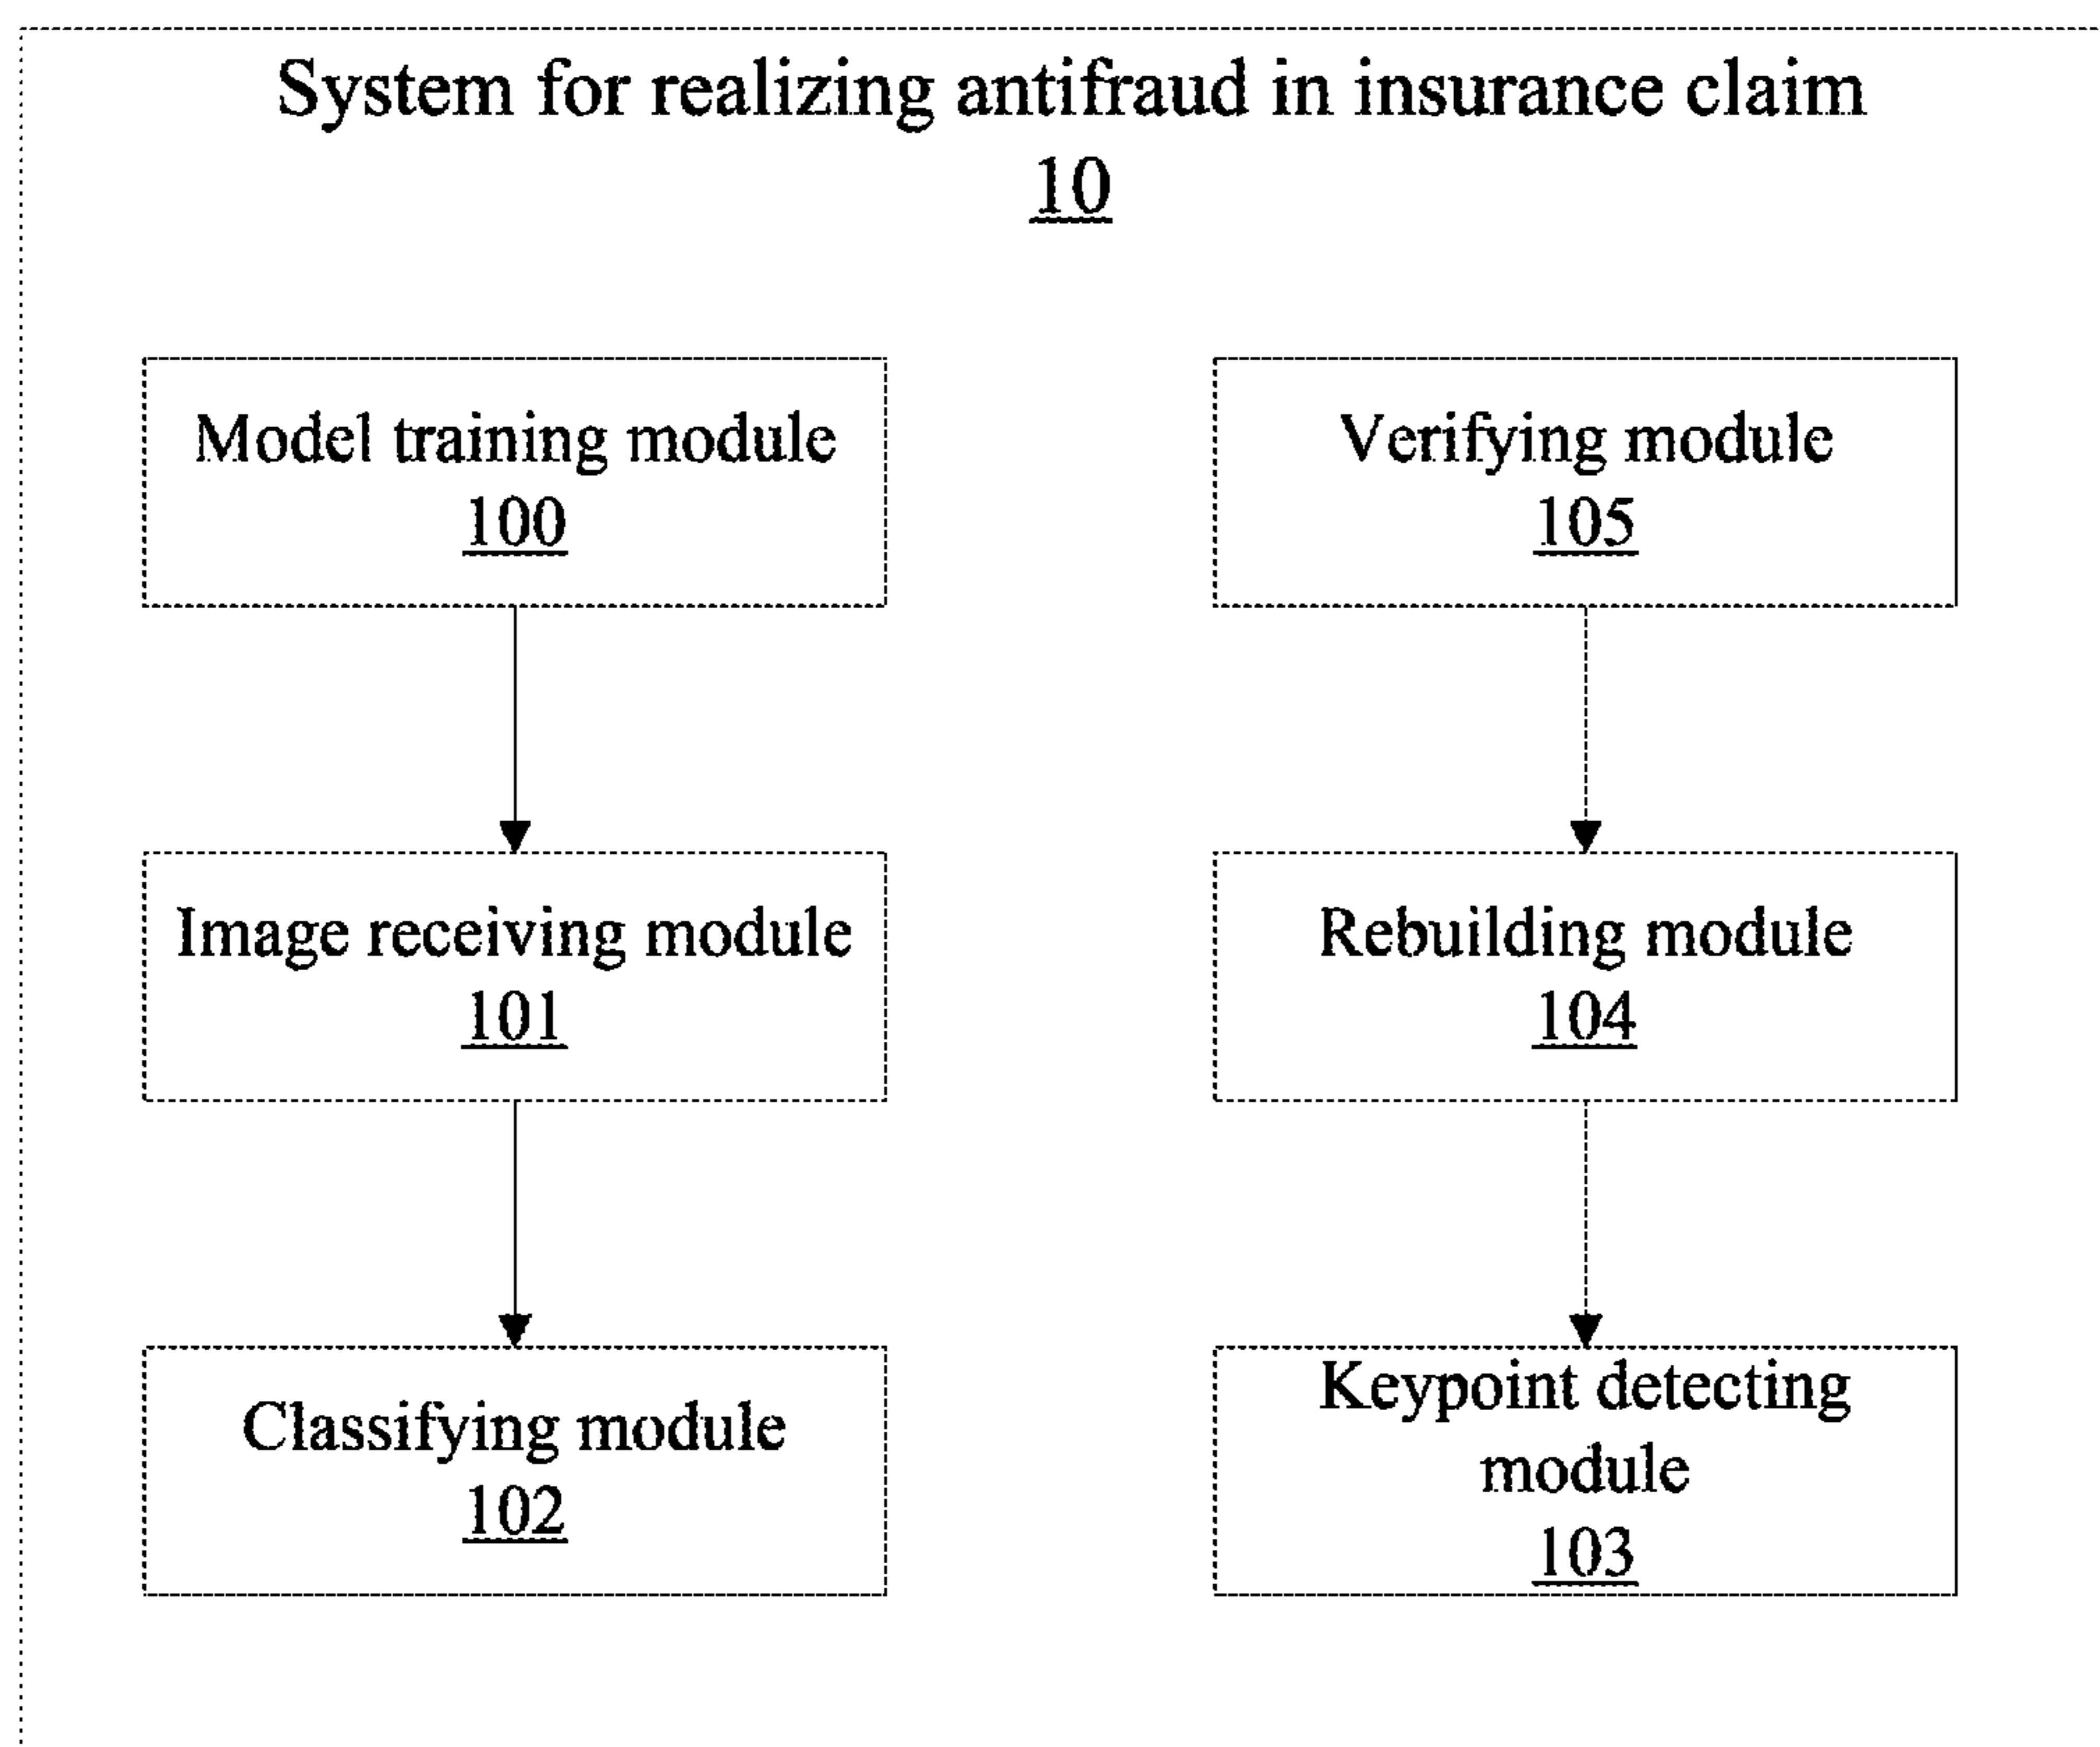 System for realizing antifraud in insurance claim
10
Model training module
100
Verifying module
105
Image receiving module
101
Rebuilding module
104
Classifying module
102
Keypoint detecting
module
103